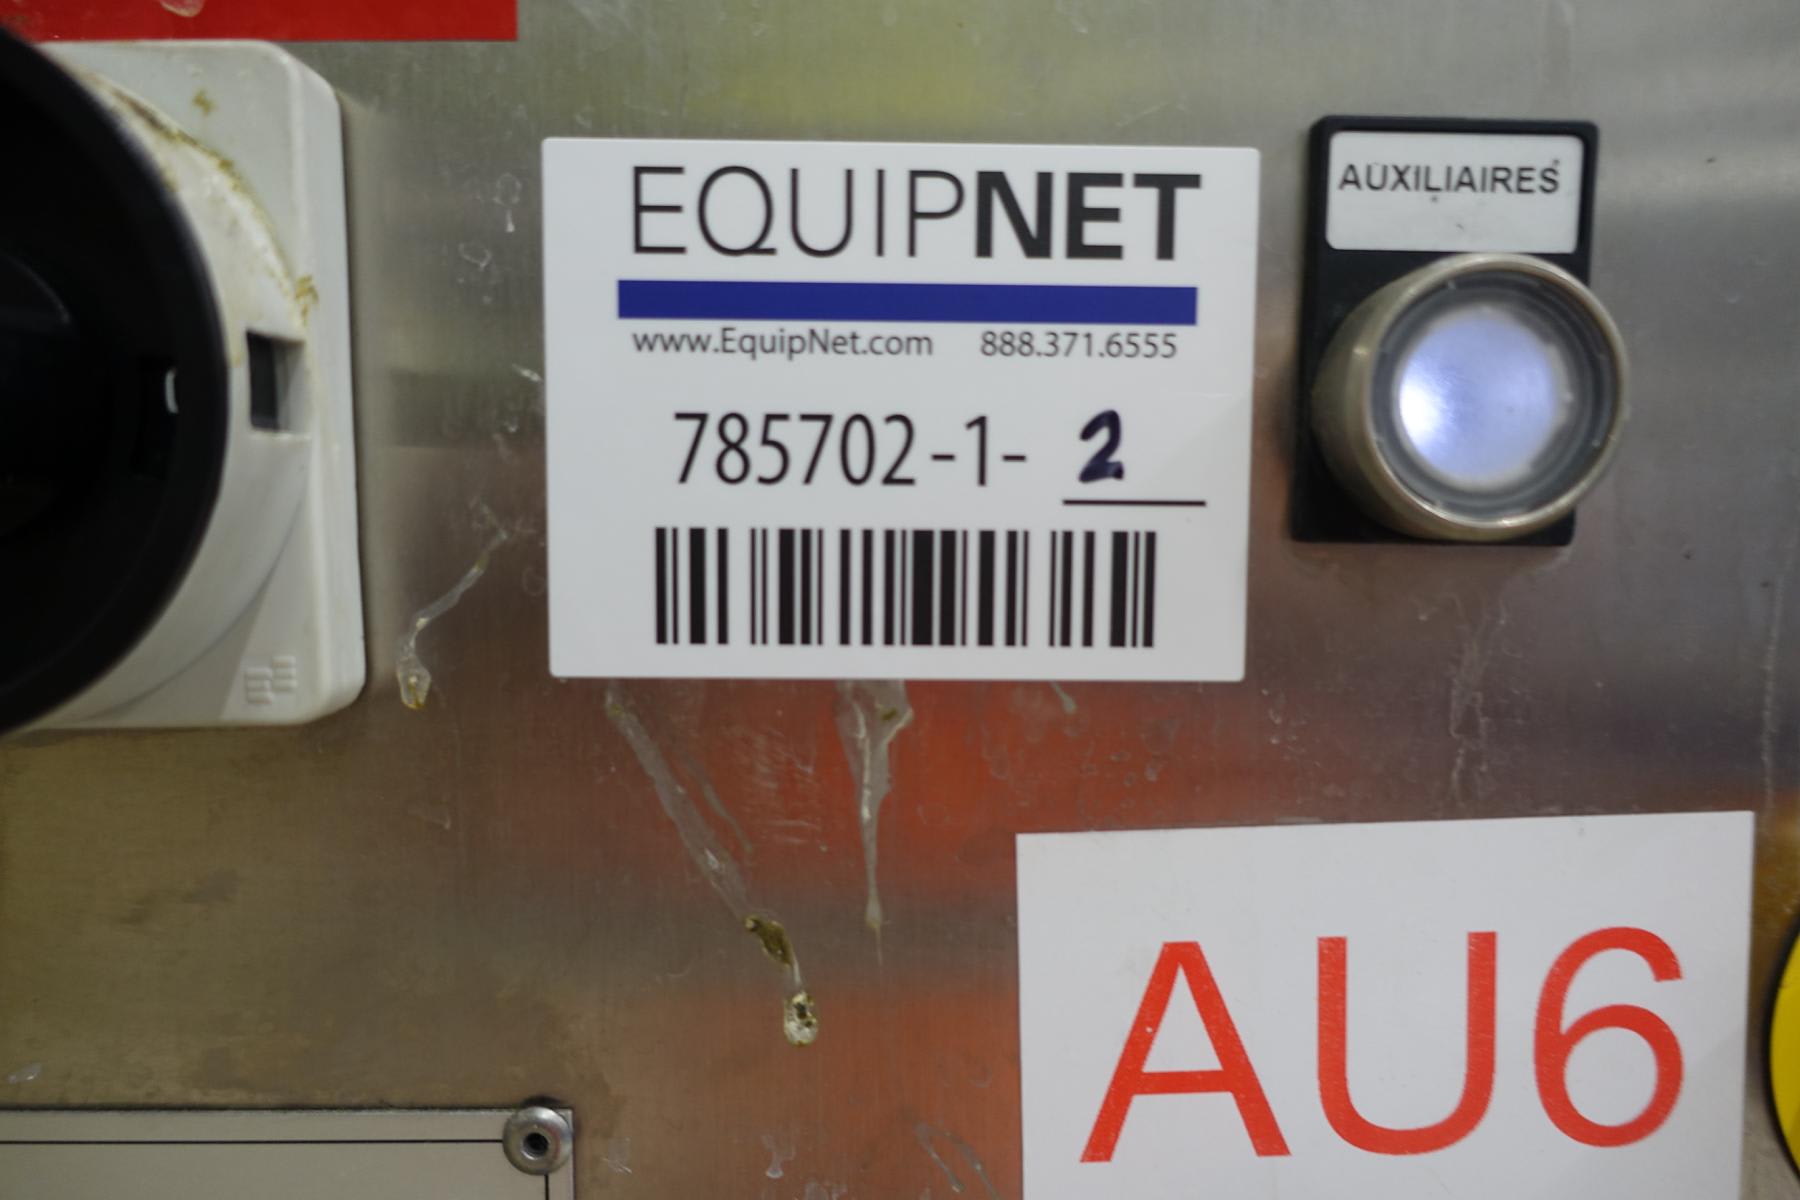 EQUIPNET
www.EquipNet.com 888.371.6555
785702-1-2
AUXILIAIRES
AU6